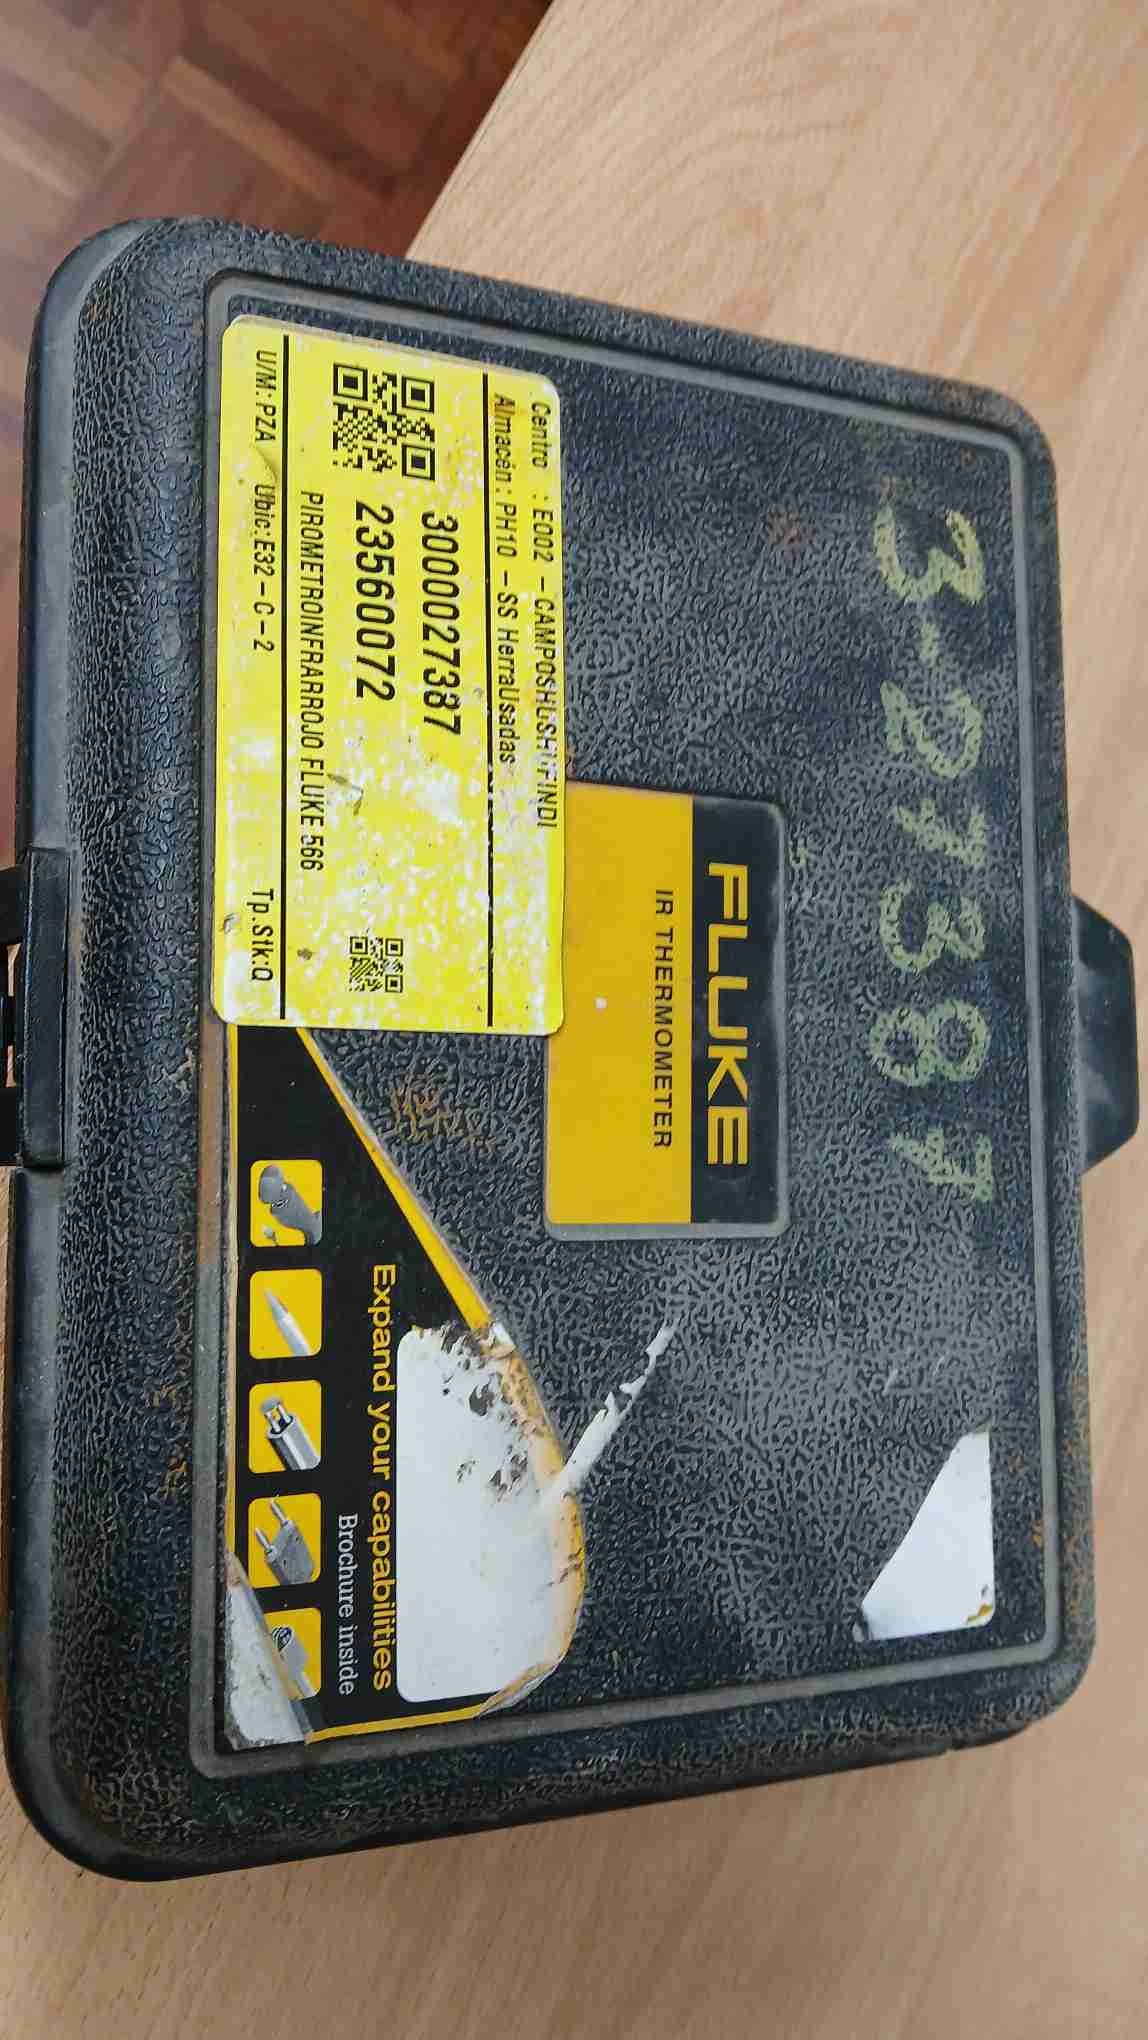 3-27387
FLUKE
IR THERMOMETER
Centro : E002 - CAMPOSHUSHUFINDI
Almacén: PH10 - SS HerraUsadas
3000027387
23560072
PIROMETROINFRARROJO FLUKE 566
U/M: PZA Ubic: E32-C-2 Tp.Stk:Q
Expand your capabilities
Brochure inside